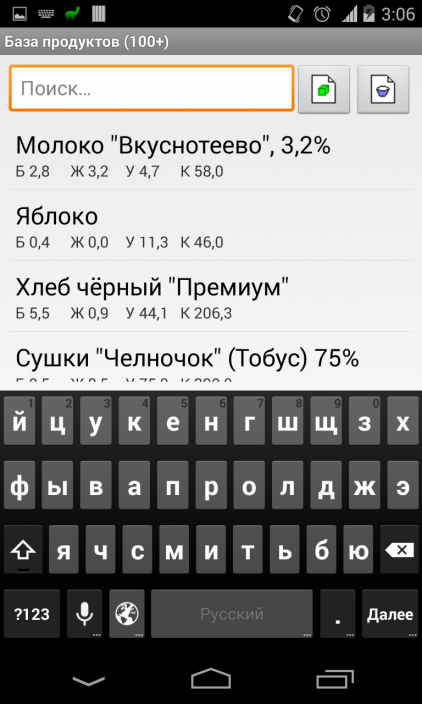 3:06
База продуктов (100+)
Поиск...
Молоко "Вкуснотеево", 3,2%
Б 2,8 Ж 3,2 У 4,7 К 58,0
Яблоко
Б 0,4 Ж 0,0 У 11,3 К 46,0
Хлеб чёрный "Премиум"
Б 5,5 Ж 0,9 У 44,1 К 206,3
Сушки "Челночок" (Тобус) 75%
1 2 3 4 5 6 7 8 9 0
й ц у к е н г ш щ з х
ф ы в а п р о л д ж э
я ч с м и т ь б ю
?123 Русский . Далее